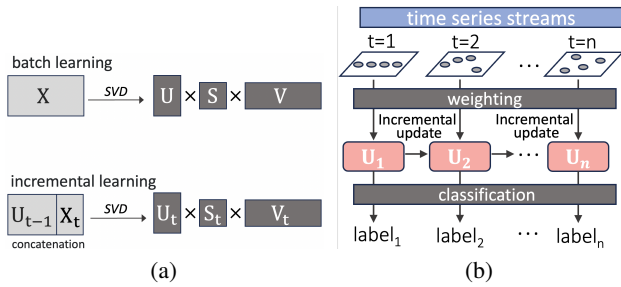 batch learning
X SVD U × S × V
incremental learning
U_{t−1} X_t SVD U_t × S_t × V_t
concatenation
(a)
(b)
time series streams
t=1 t=2 ... t=n
weighting
Incremental update Incremental update
U_1 U_2 ... U_n
classification
label_1 label_2 ... label_n